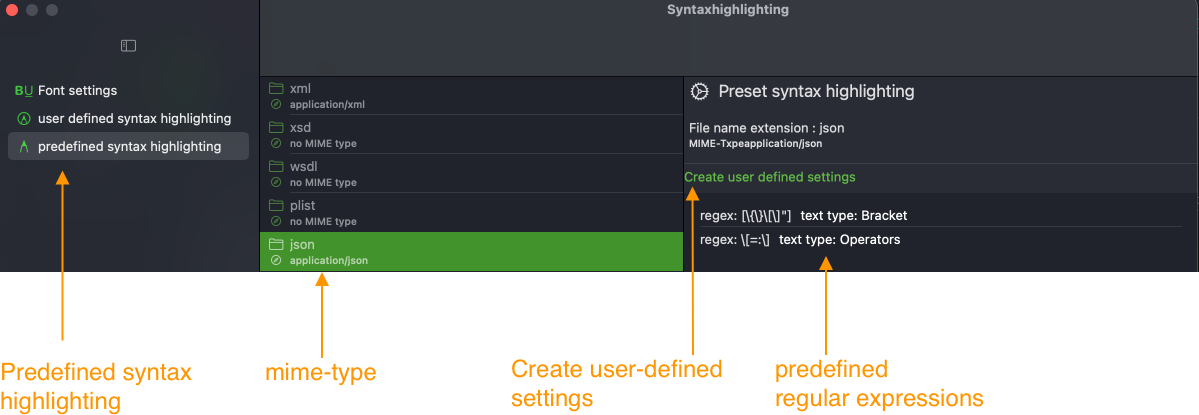 Syntaxhighlighting
BU Font settings
user defined syntax highlighting
predefined syntax highlighting
xml
application/xml
xsd
no MIME type
wsdl
no MIME type
plist
no MIME type
json
application/json
Preset syntax highlighting
File name extension : json
MIME-Txpeapplication/json
Create user defined settings
regex: [\{\}\[\]"] text type: Bracket
regex: \[=:\] text type: Operators
Predefined syntax
highlighting
mime-type
Create user-defined
settings
predefined
regular expressions